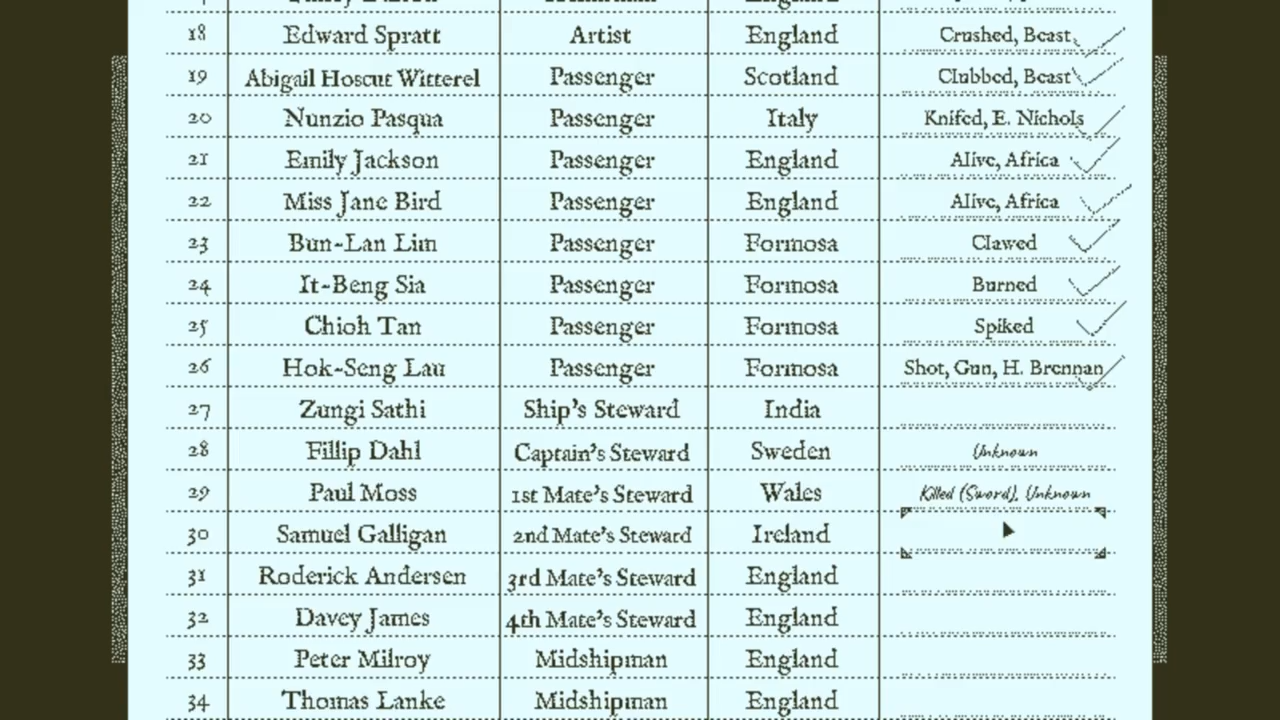 18 Edward Spratt Artist England Crushed, Beast
19 Abigail Hoscut Witterel Passenger Scotland Clubbed, Beast
20 Nunzio Pasqua Passenger Italy Knifed, E. Nichols
21 Emily Jackson Passenger England Alive, Africa
22 Miss Jane Bird Passenger England Alive, Africa
23 Bun-Lan Lim Passenger Formosa Clawed
24 It-Beng Sia Passenger Formosa Burned
25 Chioh Tan Passenger Formosa Spiked
26 Hok-Seng Lau Passenger Formosa Shot, Gun, H. Brennan
27 Zungi Sathi Ship's Steward India
28 Fillip Dahl Captain's Steward Sweden Unknown
29 Paul Moss 1st Mate's Steward Wales Killed (Sword), Unknown
30 Samuel Galligan 2nd Mate's Steward Ireland
31 Roderick Andersen 3rd Mate's Steward England
32 Davey James 4th Mate's Steward England
33 Peter Milroy Midshipman England
34 Thomas Lanke Midshipman England